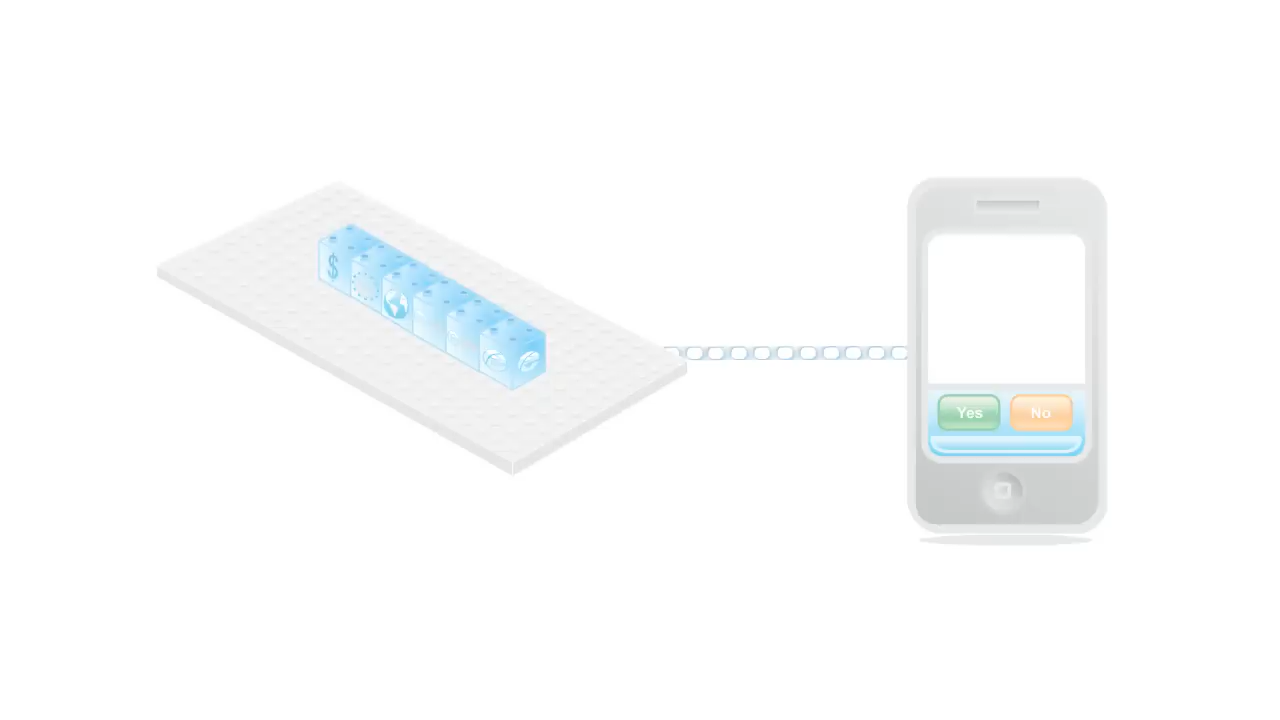 $
Yes No